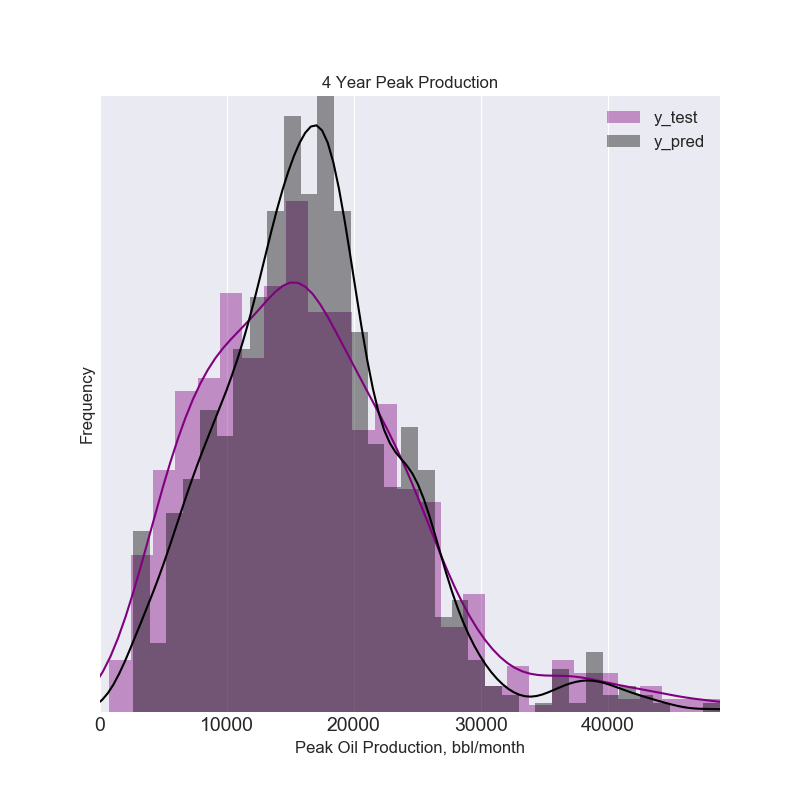 4 Year Peak Production
y_test
y_pred
Frequency
0 10000 20000 30000 40000
Peak Oil Production, bbl/month